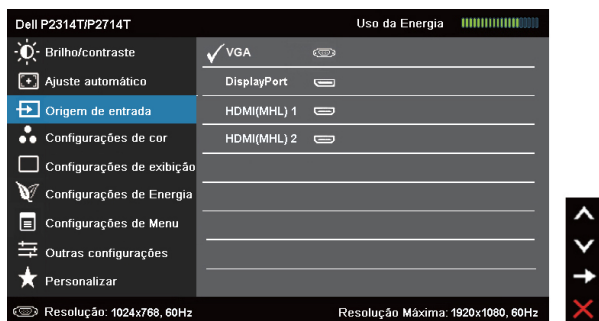 Dell P2314T/P2714T Uso da Energia
Brilho/contraste
VGA
Ajuste automático
DisplayPort
Origem de entrada
HDMI(MHL) 1
Configurações de cor
HDMI(MHL) 2
Configurações de exibição
Configurações de Energia
Configurações de Menu
Outras configurações
Personalizar
Resolução: 1024x768, 60Hz Resolução Máxima: 1920x1080, 60Hz